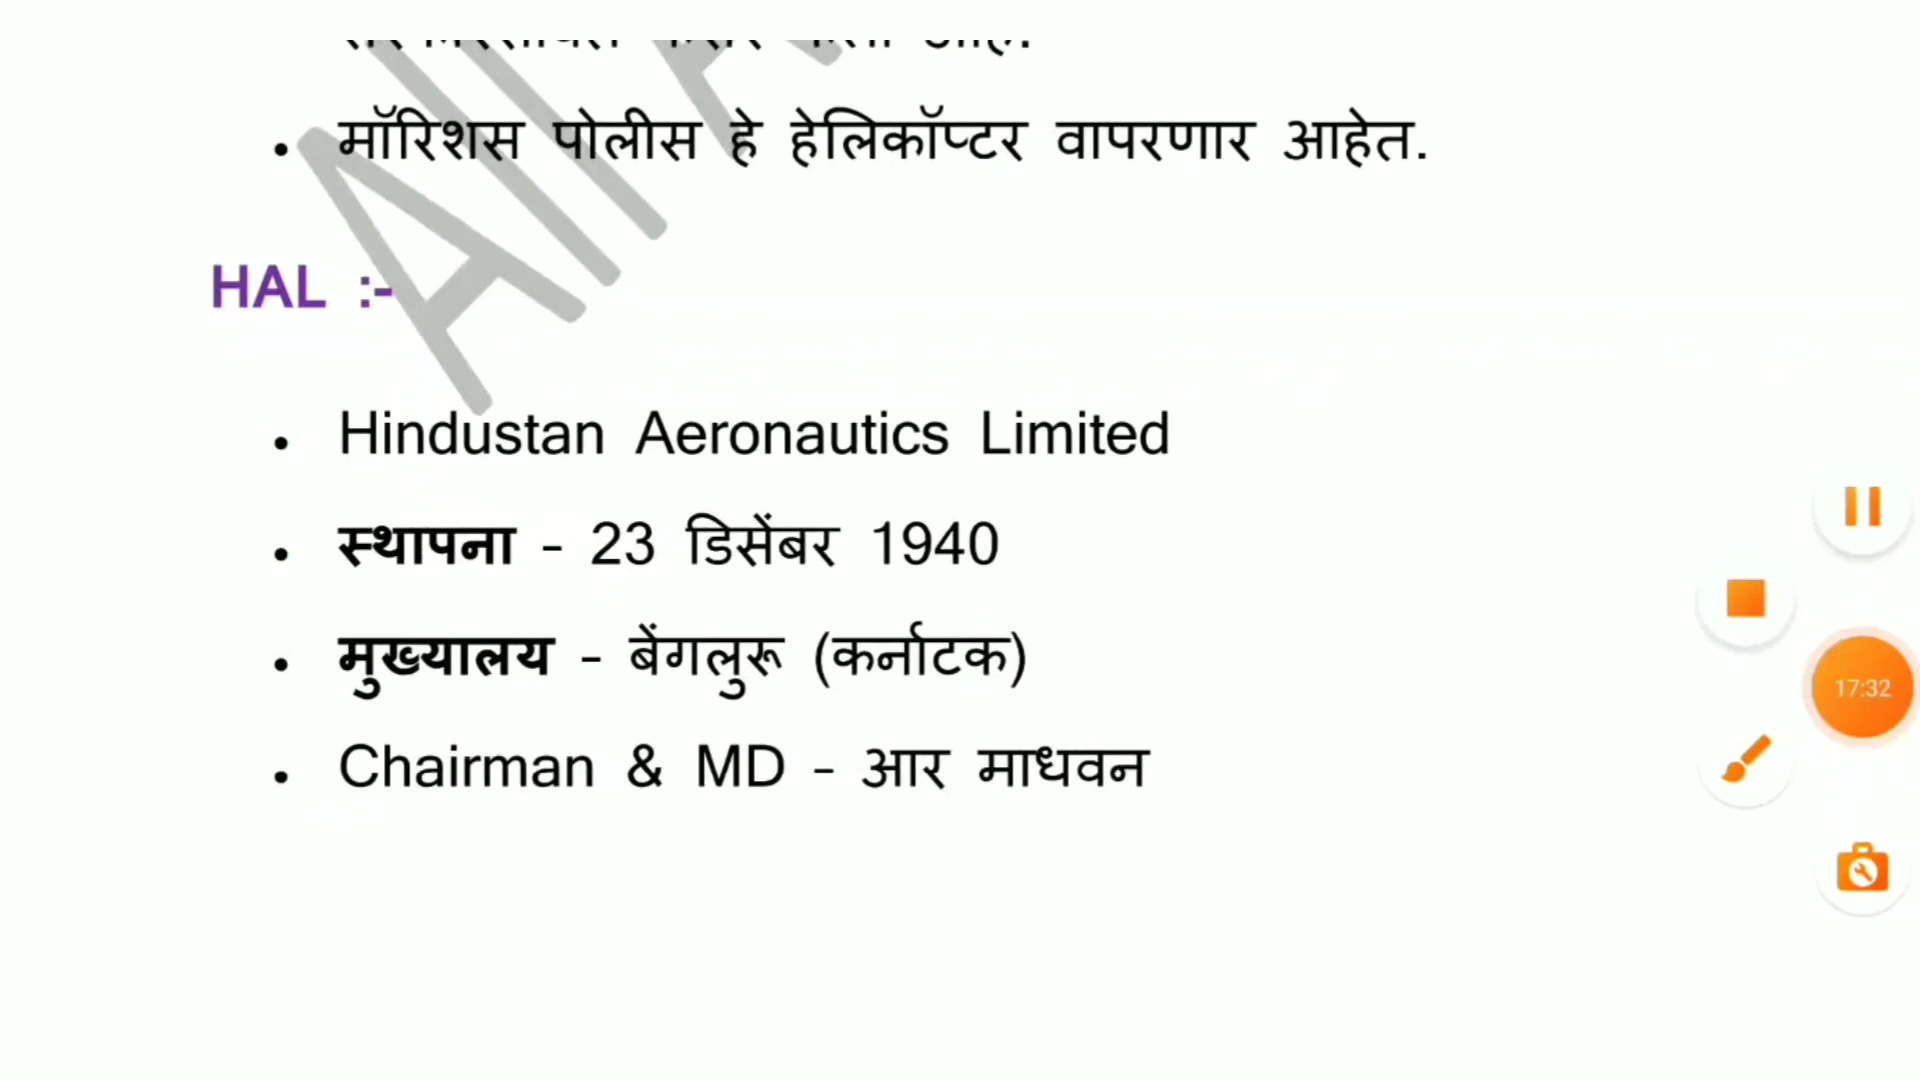 • मॉरिशस पोलीस हे हेलिकॉप्टर वापरणार आहेत.
HAL :-
• Hindustan Aeronautics Limited
• स्थापना - 23 डिसेंबर 1940
• मुख्यालय - बेंगलुरू (कर्नाटक)
• Chairman & MD - आर माधवन
17:32